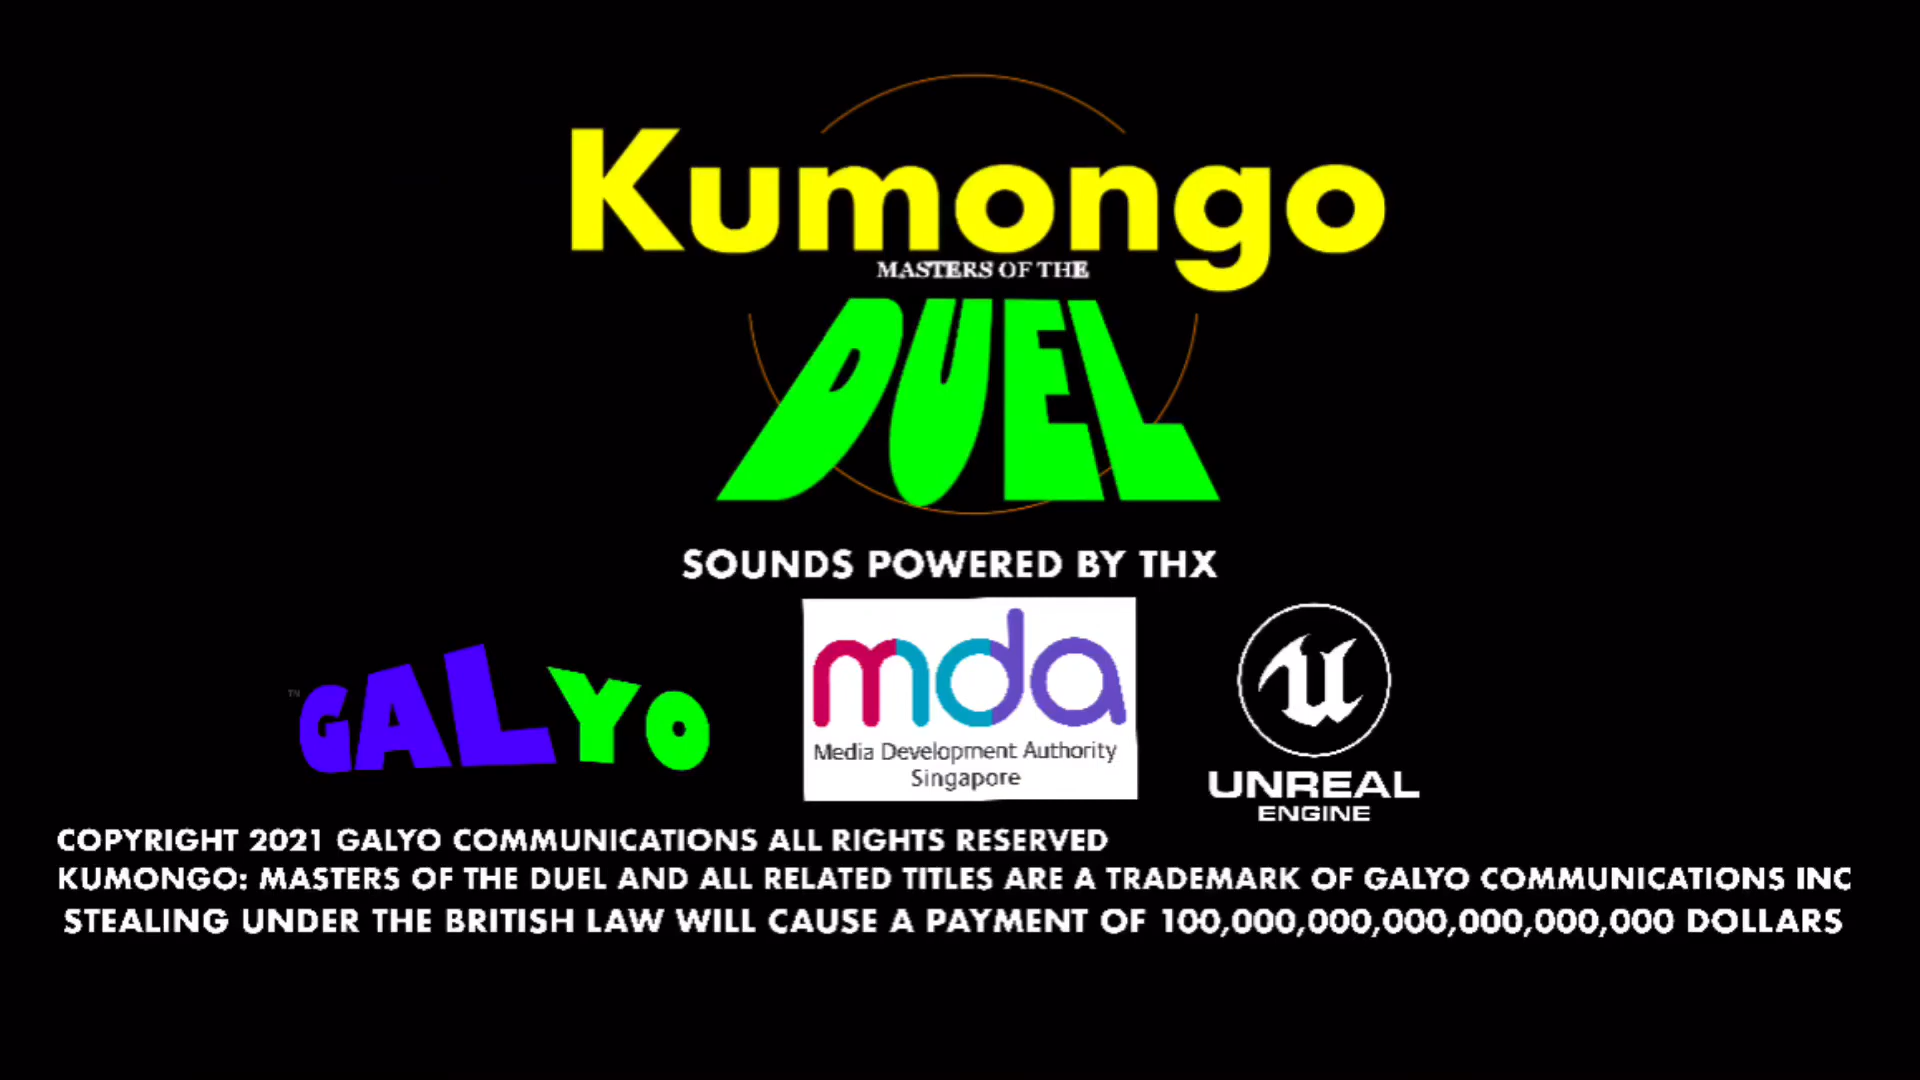 Kumongo
MASTERS OF THE
DUEL
SOUNDS POWERED BY THX
™GALYO
mda
Media Development Authority
Singapore
UNREAL
ENGINE
COPYRIGHT 2021 GALYO COMMUNICATIONS ALL RIGHTS RESERVED
KUMONGO: MASTERS OF THE DUEL AND ALL RELATED TITLES ARE A TRADEMARK OF GALYO COMMUNICATIONS INC
STEALING UNDER THE BRITISH LAW WILL CAUSE A PAYMENT OF 100,000,000,000,000,000,000 DOLLARS